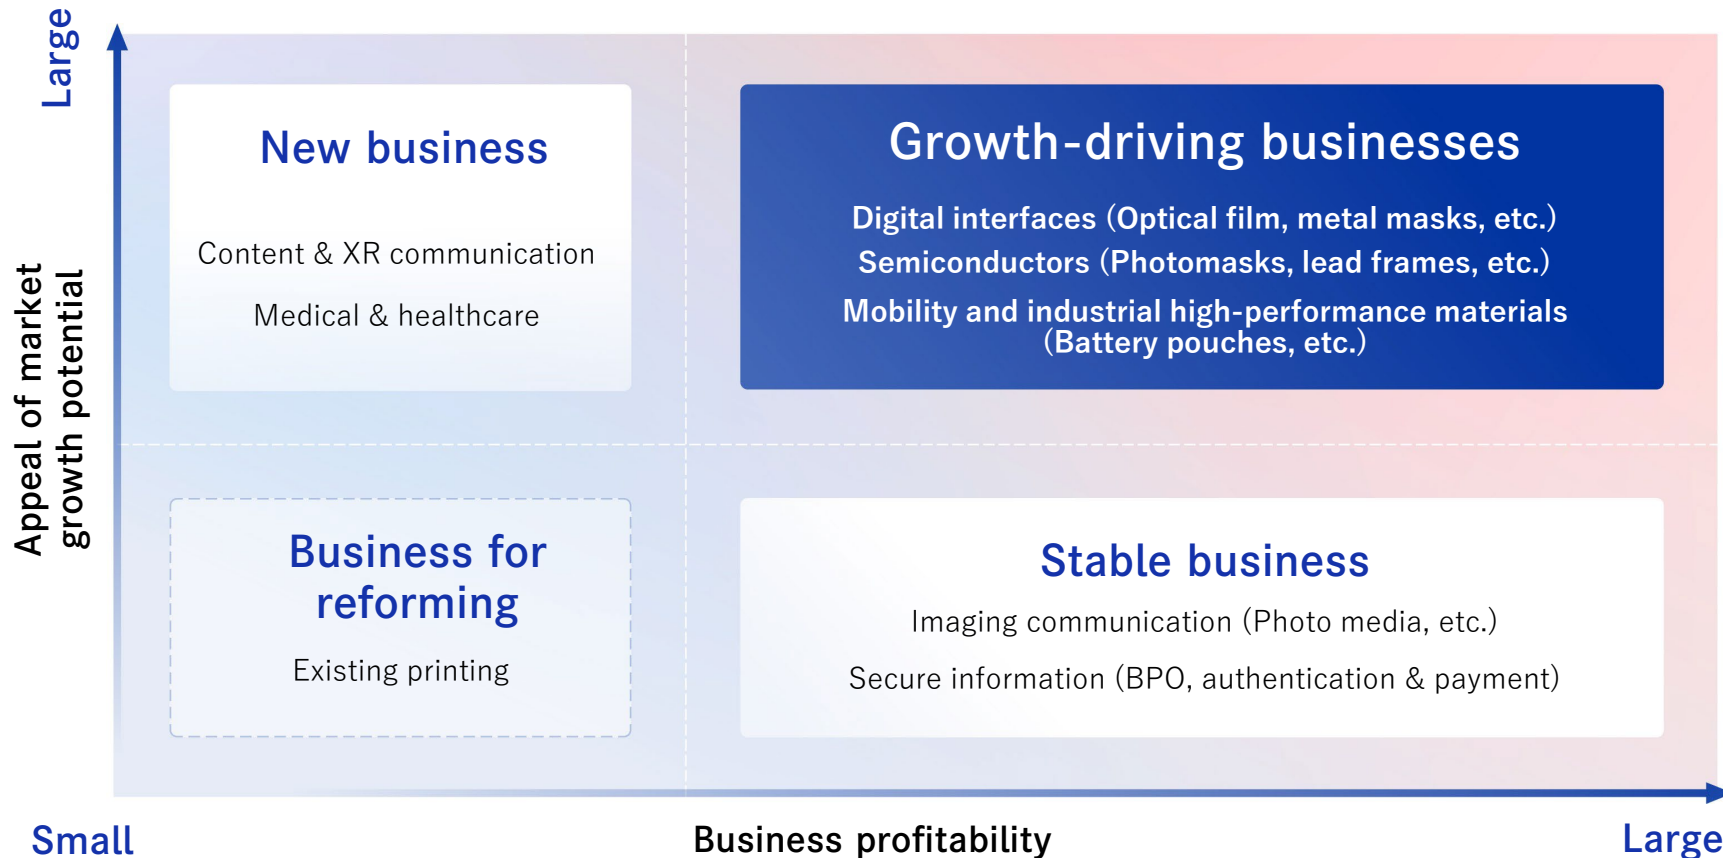 Large
Appeal of market
growth potential
New business
Content & XR communication
Medical & healthcare
Growth-driving businesses
Digital interfaces (Optical film, metal masks, etc.)
Semiconductors (Photomasks, lead frames, etc.)
Mobility and industrial high-performance materials
(Battery pouches, etc.)
Business for
reforming
Existing printing
Stable business
Imaging communication (Photo media, etc.)
Secure information (BPO, authentication & payment)
Small
Business profitability
Large